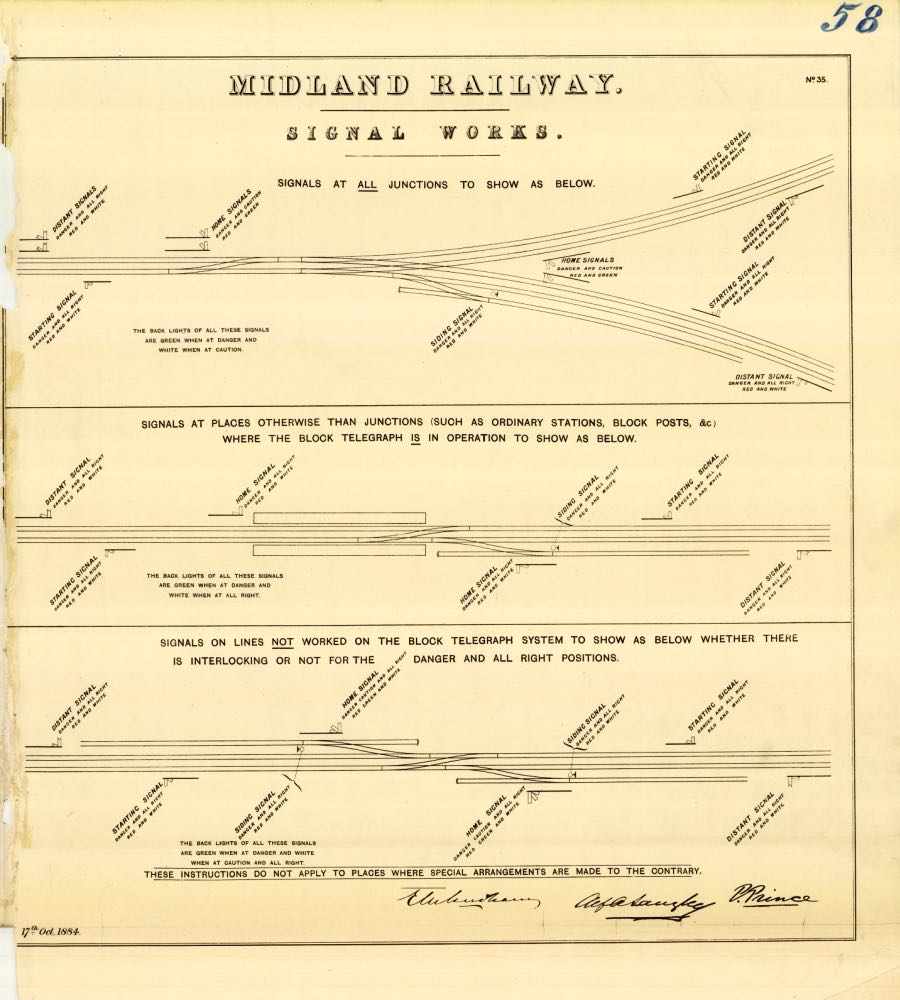 58
Nº 35.
MIDLAND RAILWAY.
SIGNAL WORKS.
SIGNALS AT ALL JUNCTIONS TO SHOW AS BELOW.
DISTANT SIGNALS
DANGER AND ALL RIGHT
RED AND WHITE
HOME SIGNALS
DANGER AND CAUTION
RED AND GREEN
STARTING SIGNAL
DANGER AND ALL RIGHT
RED AND WHITE
DISTANT SIGNAL
DANGER AND ALL RIGHT
RED AND WHITE
HOME SIGNALS
DANGER AND CAUTION
RED AND GREEN
STARTING SIGNAL
DANGER AND ALL RIGHT
RED AND WHITE
STARTING SIGNAL
DANGER AND ALL RIGHT
RED AND WHITE
SIDING SIGNAL
DANGER AND ALL RIGHT
RED AND WHITE
DISTANT SIGNAL
DANGER AND ALL RIGHT
RED AND WHITE
THE BACK LIGHTS OF ALL THESE SIGNALS
ARE GREEN WHEN AT DANGER AND
WHITE WHEN AT CAUTION.
SIGNALS AT PLACES OTHERWISE THAN JUNCTIONS (SUCH AS ORDINARY STATIONS, BLOCK POSTS, &c)
WHERE THE BLOCK TELEGRAPH IS IN OPERATION TO SHOW AS BELOW.
DISTANT SIGNAL
DANGER AND ALL RIGHT
RED AND WHITE
HOME SIGNAL
DANGER AND ALL RIGHT
RED AND WHITE
SIDING SIGNAL
DANGER AND ALL RIGHT
RED AND WHITE
STARTING SIGNAL
DANGER AND ALL RIGHT
RED AND WHITE
STARTING SIGNAL
DANGER AND ALL RIGHT
RED AND WHITE
THE BACK LIGHTS OF ALL THESE SIGNALS
ARE GREEN WHEN AT DANGER AND
WHITE WHEN AT ALL RIGHT.
HOME SIGNAL
DANGER AND ALL RIGHT
RED AND WHITE
DISTANT SIGNAL
DANGER AND ALL RIGHT
RED AND WHITE
SIGNALS ON LINES NOT WORKED ON THE BLOCK TELEGRAPH SYSTEM TO SHOW AS BELOW WHETHER THERE
IS INTERLOCKING OR NOT FOR THE DANGER AND ALL RIGHT POSITIONS.
DISTANT SIGNAL
DANGER AND ALL RIGHT
RED AND WHITE
HOME SIGNAL
DANGER CAUTION AND ALL RIGHT
RED GREEN AND WHITE
SIDING SIGNAL
DANGER AND ALL RIGHT
RED AND WHITE
STARTING SIGNAL
DANGER AND ALL RIGHT
RED AND WHITE
STARTING SIGNAL
DANGER AND ALL RIGHT
RED AND WHITE
SIDING SIGNAL
DANGER AND ALL RIGHT
RED AND WHITE
HOME SIGNAL
DANGER CAUTION AND ALL RIGHT
RED GREEN AND WHITE
DISTANT SIGNAL
DANGER AND ALL RIGHT
RED AND WHITE
THE BACK LIGHTS OF ALL THESE SIGNALS
ARE GREEN WHEN AT DANGER AND WHITE
WHEN AT CAUTION AND ALL RIGHT.
THESE INSTRUCTIONS DO NOT APPLY TO PLACES WHERE SPECIAL ARRANGEMENTS ARE MADE TO THE CONTRARY.
Prince
17th Oct. 1884.